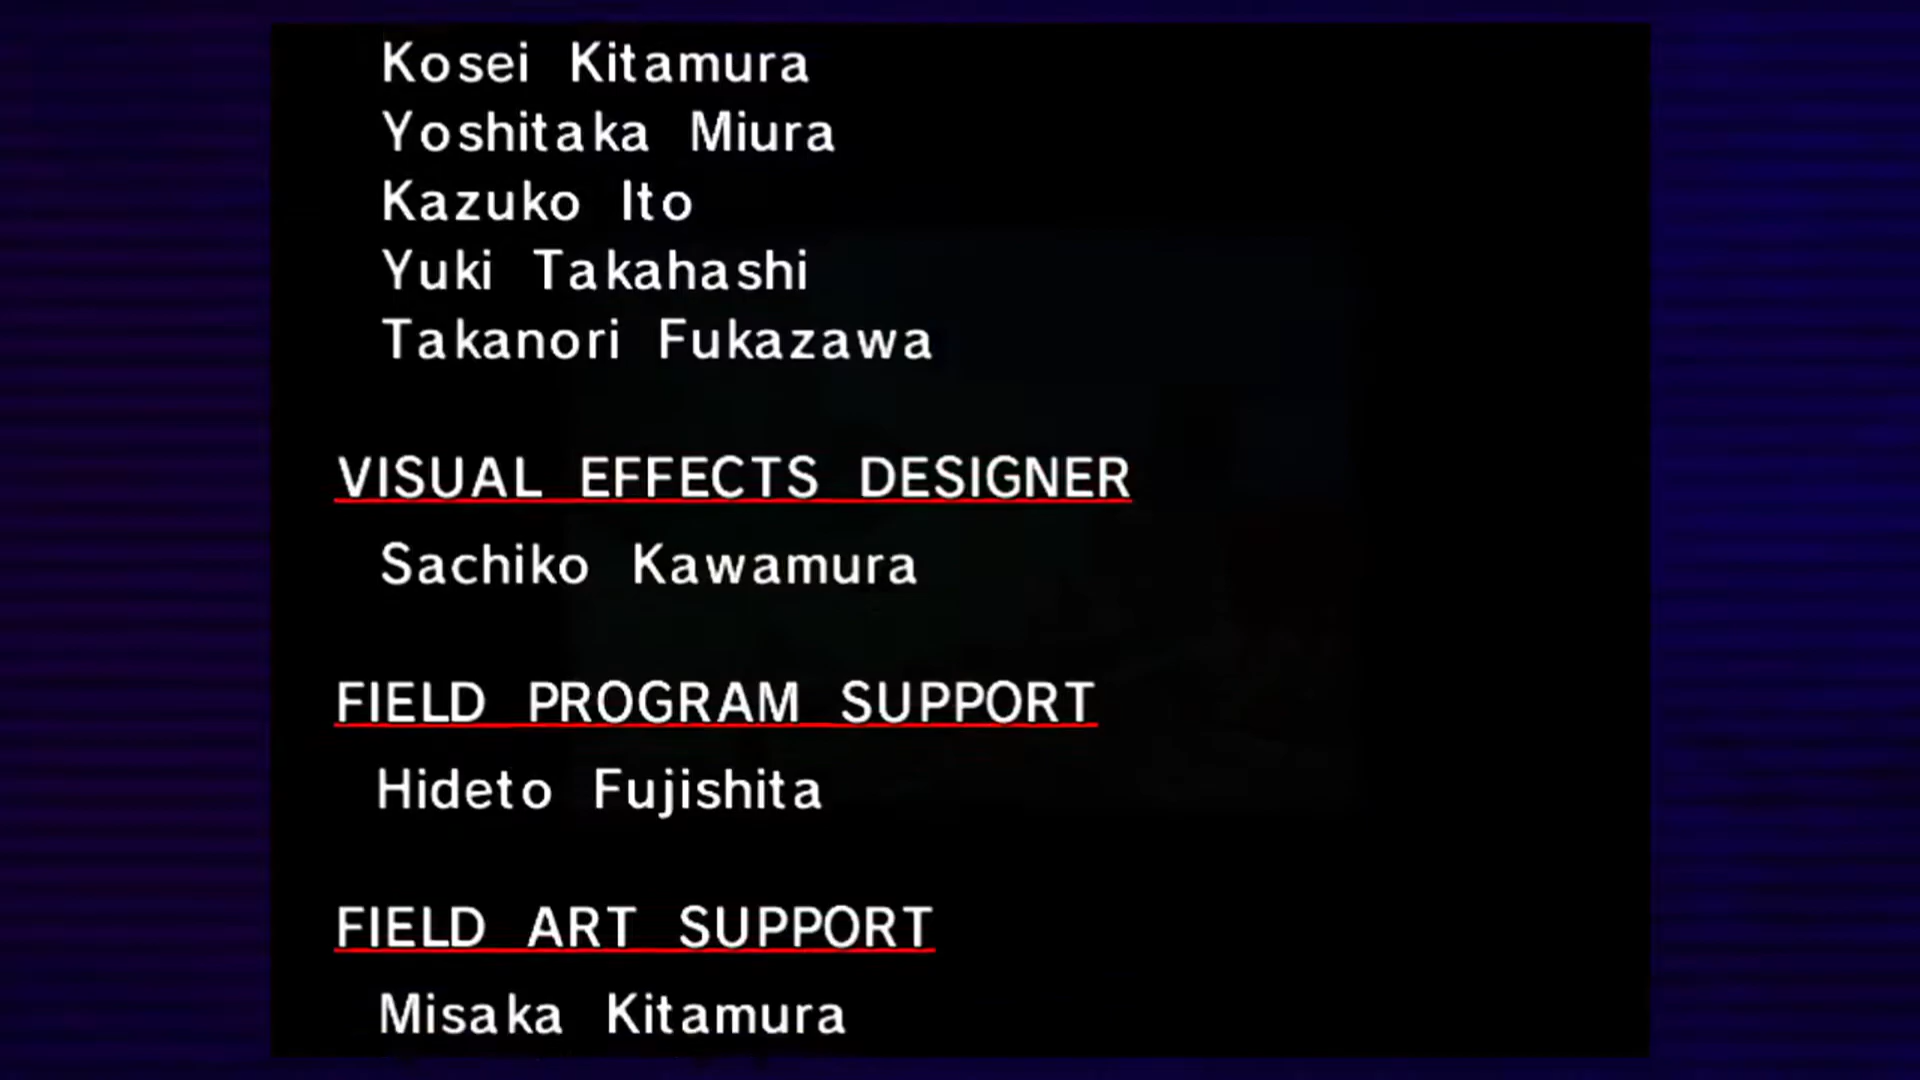 Kosei Kitamura
Yoshitaka Miura
Kazuko Ito
Yuki Takahashi
Takanori Fukazawa
VISUAL EFFECTS DESIGNER
Sachiko Kawamura
FIELD PROGRAM SUPPORT
Hideto Fujishita
FIELD ART SUPPORT
Misaka Kitamura